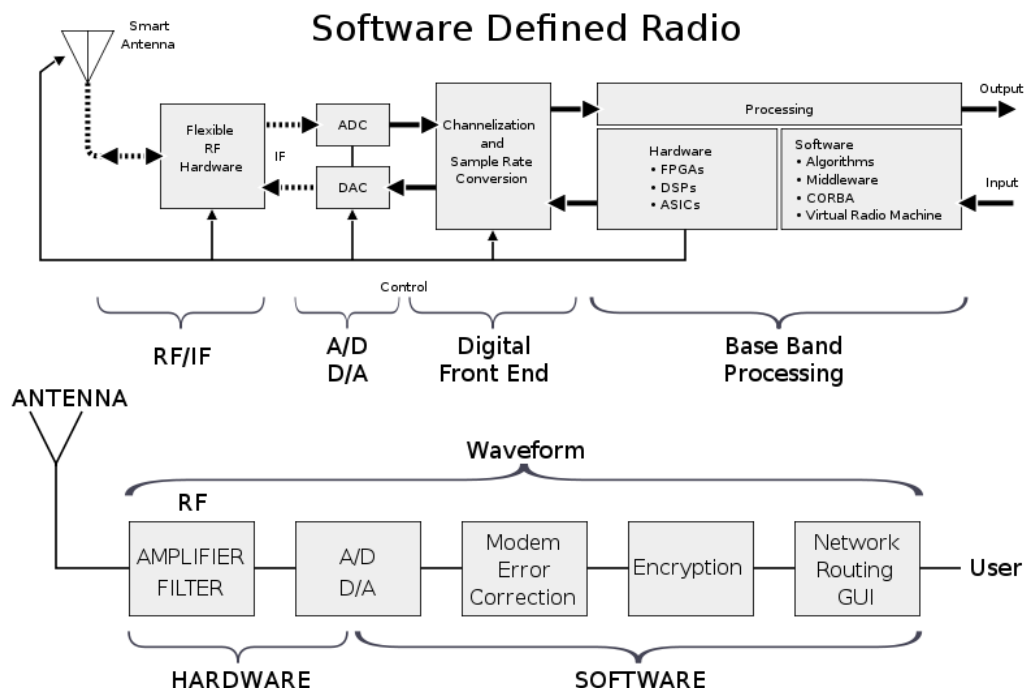 Software Defined Radio
Smart
Antenna
Flexible
RF
Hardware
IF
ADC
DAC
Channelization
and
Sample Rate
Conversion
Processing
Hardware
• FPGAs
• DSPs
• ASICs
Software
• Algorithms
• Middleware
• CORBA
• Virtual Radio Machine
Output
Input
Control
RF/IF
A/D
D/A
Digital
Front End
Base Band
Processing
ANTENNA
Waveform
RF
AMPLIFIER
FILTER
A/D
D/A
Modem
Error
Correction
Encryption
Network
Routing
GUI
User
HARDWARE
SOFTWARE